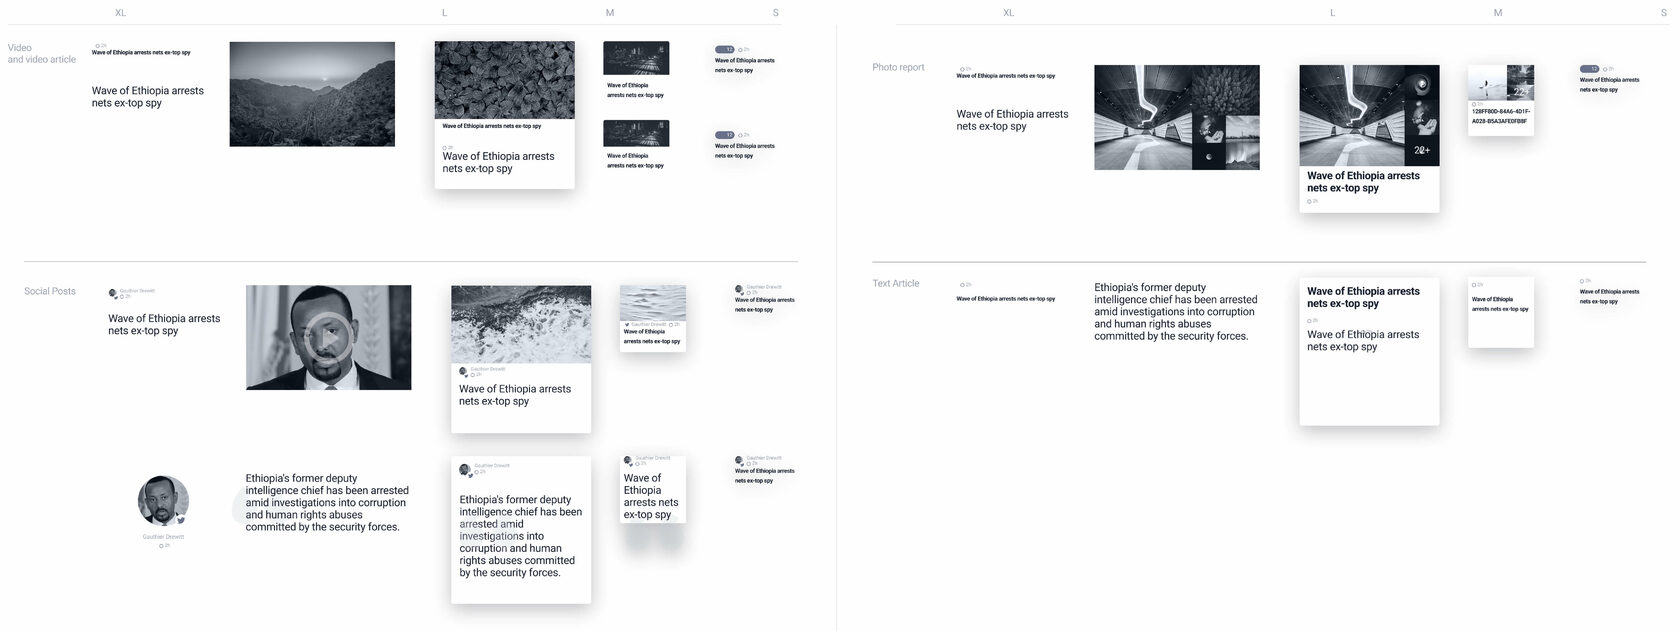 XL
L
M
S
Video
and video article
2h
Wave of Ethiopia arrests nets ex-top spy
Wave of Ethiopia arrests
nets ex-top spy
Wave of Ethiopia arrests nets ex-top spy
2h
Wave of Ethiopia arrests
nets ex-top spy
Wave of Ethiopia
arrests nets ex-top spy
Wave of Ethiopia
arrests nets ex-top spy
12
2h
Wave of Ethiopia arrests
nets ex-top spy
12
2h
Wave of Ethiopia arrests
nets ex-top spy
Social Posts
Gauthier Drewitt
2h
Wave of Ethiopia arrests
nets ex-top spy
Gauthier Drewitt
2h
Wave of Ethiopia arrests
nets ex-top spy
Gauthier Drewitt 2h
Wave of Ethiopia
arrests nets ex-top spy
Gauthier Drewitt
2h
Wave of Ethiopia arrests
nets ex-top spy
Gauthier Drewitt
2h
Ethiopia's former deputy
intelligence chief has been arrested
amid investigations into corruption
and human rights abuses
committed by the security forces.
Gauthier Drewitt
2h
Ethiopia's former deputy
intelligence chief has been
arrested amid
investigations into
corruption and human
rights abuses committed
by the security forces.
Gauthier Drewitt
2h
Wave of
Ethiopia
arrests nets
ex-top spy
Gauthier Drewitt
2h
Wave of Ethiopia arrests
nets ex-top spy
XL
L
M
S
Photo report
2h
Wave of Ethiopia arrests nets ex-top spy
Wave of Ethiopia arrests
nets ex-top spy
22+
Wave of Ethiopia arrests
nets ex-top spy
2h
22+
2h
128FF80D-84A6-4D1F-
A028-B5A3AFE0FB8F
12
2h
Wave of Ethiopia arrests
nets ex-top spy
Text Article
2h
Wave of Ethiopia arrests nets ex-top spy
Ethiopia's former deputy
intelligence chief has been arrested
amid investigations into corruption
and human rights abuses
committed by the security forces.
Wave of Ethiopia arrests
nets ex-top spy
2h
Wave of Ethiopia arrests
nets ex-top spy
2h
Wave of Ethiopia
arrests nets ex-top spy
2h
Wave of Ethiopia arrests
nets ex-top spy